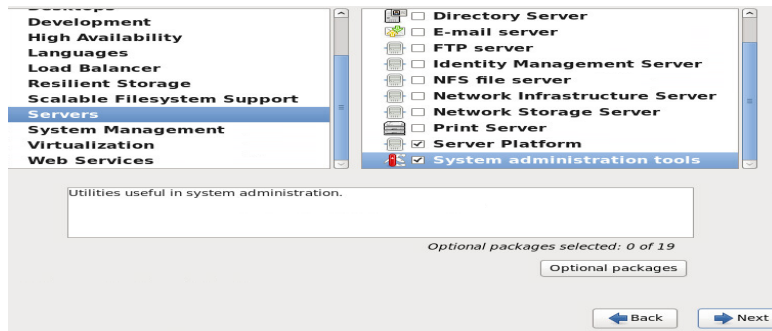 Development
High Availability
Languages
Load Balancer
Resilient Storage
Scalable Filesystem Support
Servers
System Management
Virtualization
Web Services
Directory Server
E-mail server
FTP server
Identity Management Server
NFS file server
Network Infrastructure Server
Network Storage Server
Print Server
Server Platform
System administration tools
Utilities useful in system administration.
Optional packages selected: 0 of 19
Optional packages
Back
Next